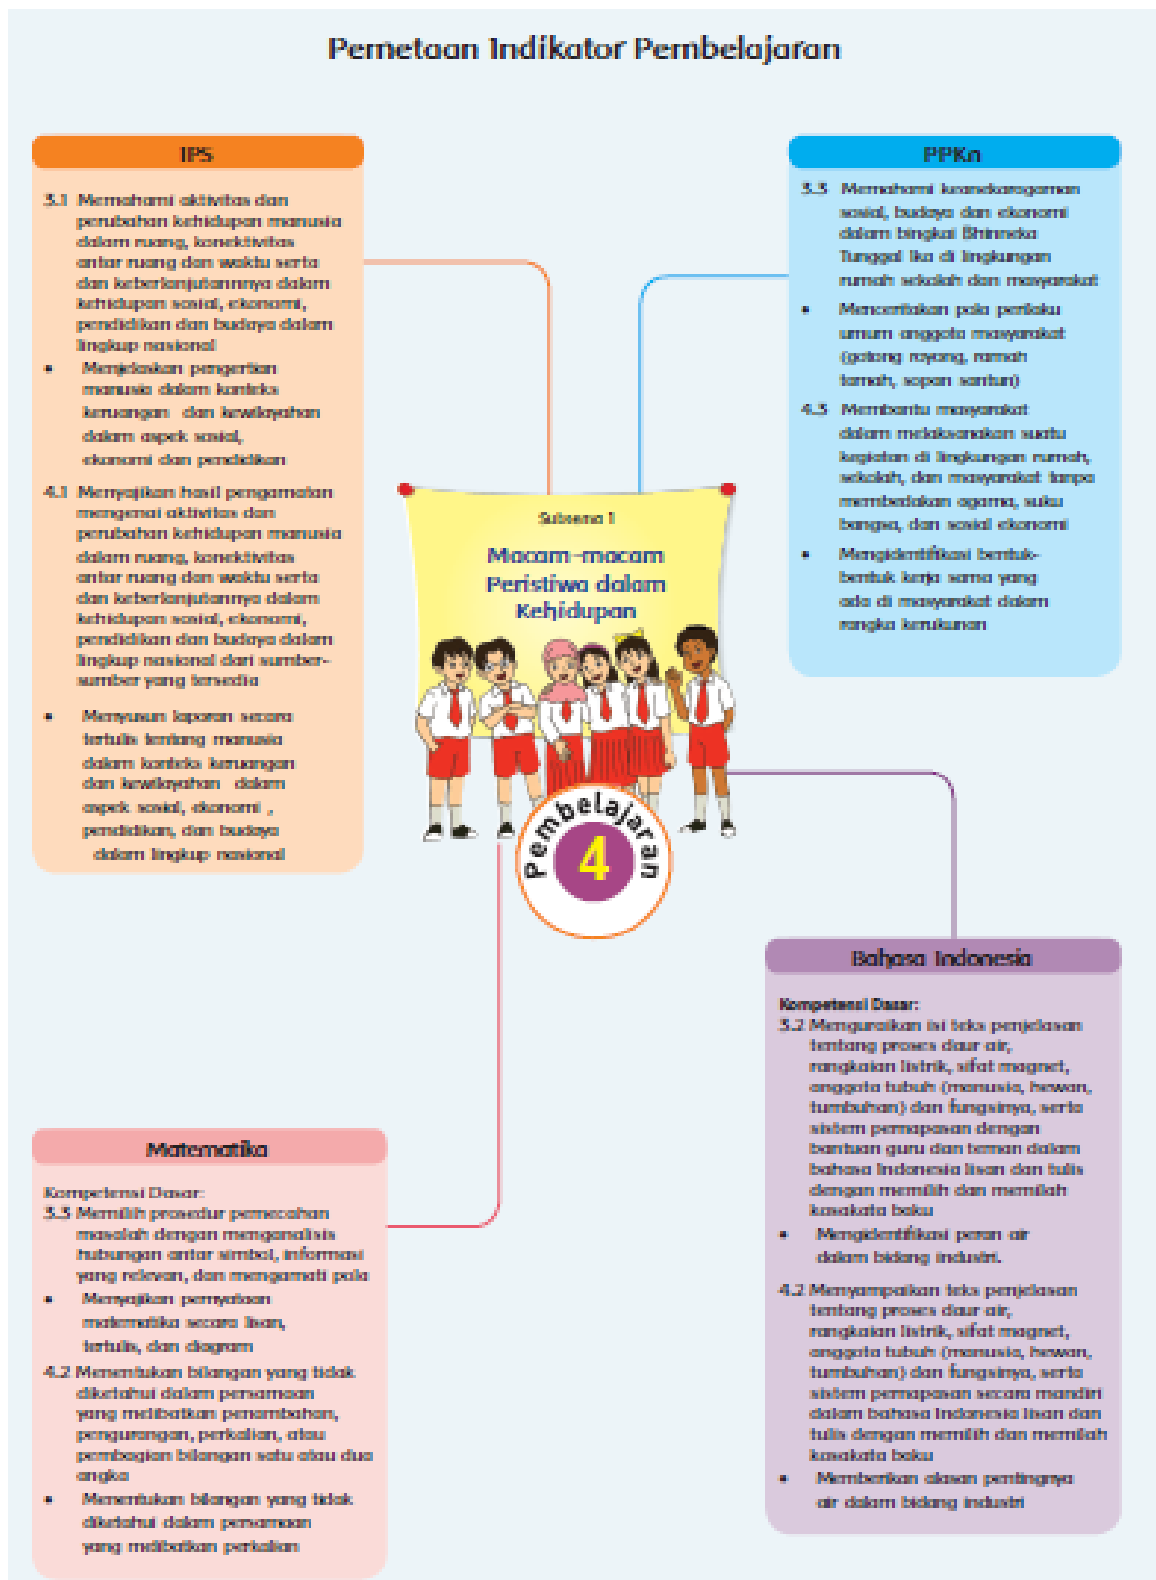 Pemetaan Indikator Pembelajaran
IPS
3.1 Memahami aktivitas dan
perubahan kehidupan manusia
dalam ruang, konektivitas
antar ruang dan waktu serta
dan keberlanjutannnya dalam
kehidupan sosial, ekonomi,
pendidikan dan budaya dalam
lingkup nasional
• Menjelaskan pengertian
manusia dalam konteks
keruangan dan kewilayahan
dalam aspek sosial,
ekonomi dan pendidikan
4.1 Menyajikan hasil pengamatan
mengenai aktivitas dan
perubahan kehidupan manusia
dalam ruang, konektivitas
antar ruang dan waktu serta
dan keberlanjutannya dalam
kehidupan sosial, ekonomi,
pendidikan dan budaya dalam
lingkup nasional dari sumber-
sumber yang tersedia
• Menyusun laporan secara
tertulis tentang manusia
dalam konteks keruangan
dan kewilayahan dalam
aspek sosial, ekonomi ,
pendidikan, dan budaya
dalam lingkup nasional
PPKn
3.3 Memahami keanekaragaman
sosial, budaya dan ekonomi
dalam bingkai Bhinneka
Tunggal Ika di lingkungan
rumah sekolah dan masyarakat
• Menceritakan pola perilaku
umum anggota masyarakat
(gotong royong, ramah
tamah, sopan santun)
4.3 Membantu masyarakat
dalam melaksanakan suatu
kegiatan di lingkungan rumah,
sekolah, dan masyarakat tanpa
membedakan agama, suku
bangsa, dan sosial ekonomi
• Mengidentifikasi bentuk-
bentuk kerja sama yang
ada di masyarakat dalam
rangka kerukunan
Subtema 1
Macam-macam
Peristiwa dalam
Kehidupan
Pembelajaran
4
Bahasa Indonesia
Kompetensi Dasar:
3.2 Menguraikan isi teks penjelasan
tentang proses daur air,
rangkaian listrik, sifat magnet,
anggota tubuh (manusia, hewan,
tumbuhan) dan fungsinya, serta
sistem pernapasan dengan
bantuan guru dan teman dalam
bahasa Indonesia lisan dan tulis
dengan memilih dan memilah
kosakata baku
• Mengidentifikasi peran air
dalam bidang industri.
4.2 Menyampaikan teks penjelasan
tentang proses daur air,
rangkaian listrik, sifat magnet,
anggota tubuh (manusia, hewan,
tumbuhan) dan fungsinya, serta
sistem pernapasan secara mandiri
dalam bahasa Indonesia lisan dan
tulis dengan memilih dan memilah
kosakata baku
• Memberikan alasan pentingnya
air dalam bidang industri
Matematika
Kompetensi Dasar:
3.3 Memilih prosedur pemecahan
masalah dengan menganalisis
hubungan antar simbol, informasi
yang relevan, dan mengamati pola
• Menyajikan pernyataan
matematika secara lisan,
tertulis, dan diagram
4.2 Menentukan bilangan yang tidak
diketahui dalam persamaan
yang melibatkan penambahan,
pengurangan, perkalian, atau
pembagian bilangan satu atau dua
angka
• Menentukan bilangan yang tidak
diketahui dalam persamaan
yang melibatkan perkalian